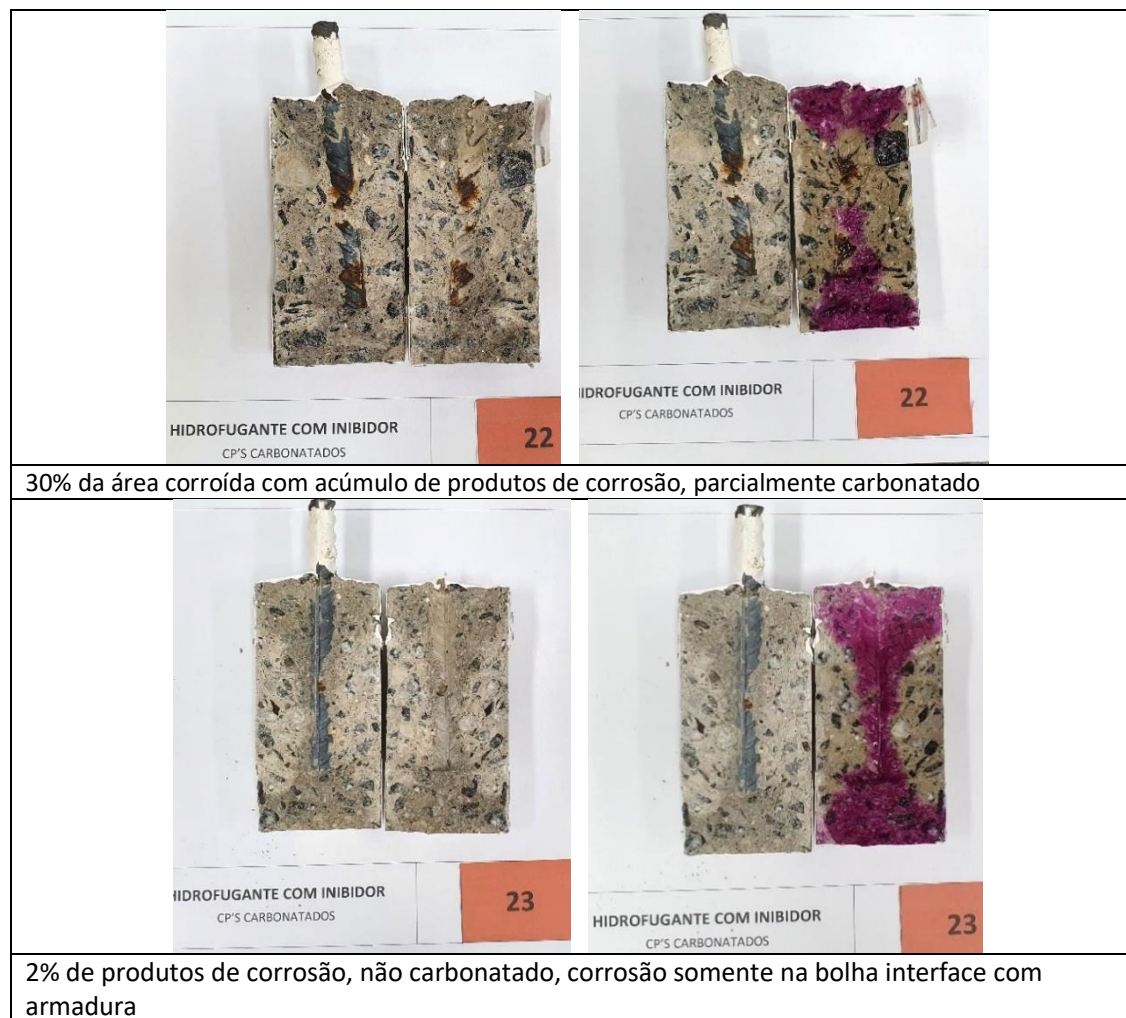 HIDROFUGANTE COM INIBIDOR
CP'S CARBONATADOS
22
IDROFUGANTE COM INIBIDOR
CP'S CARBONATADOS
22
30% da área corroída com acúmulo de produtos de corrosão, parcialmente carbonatado
HIDROFUGANTE COM INIBIDOR
CP'S CARBONATADOS
23
HIDROFUGANTE COM INIBIDOR
CP'S CARBONATADOS
23
2% de produtos de corrosão, não carbonatado, corrosão somente na bolha interface com
armadura